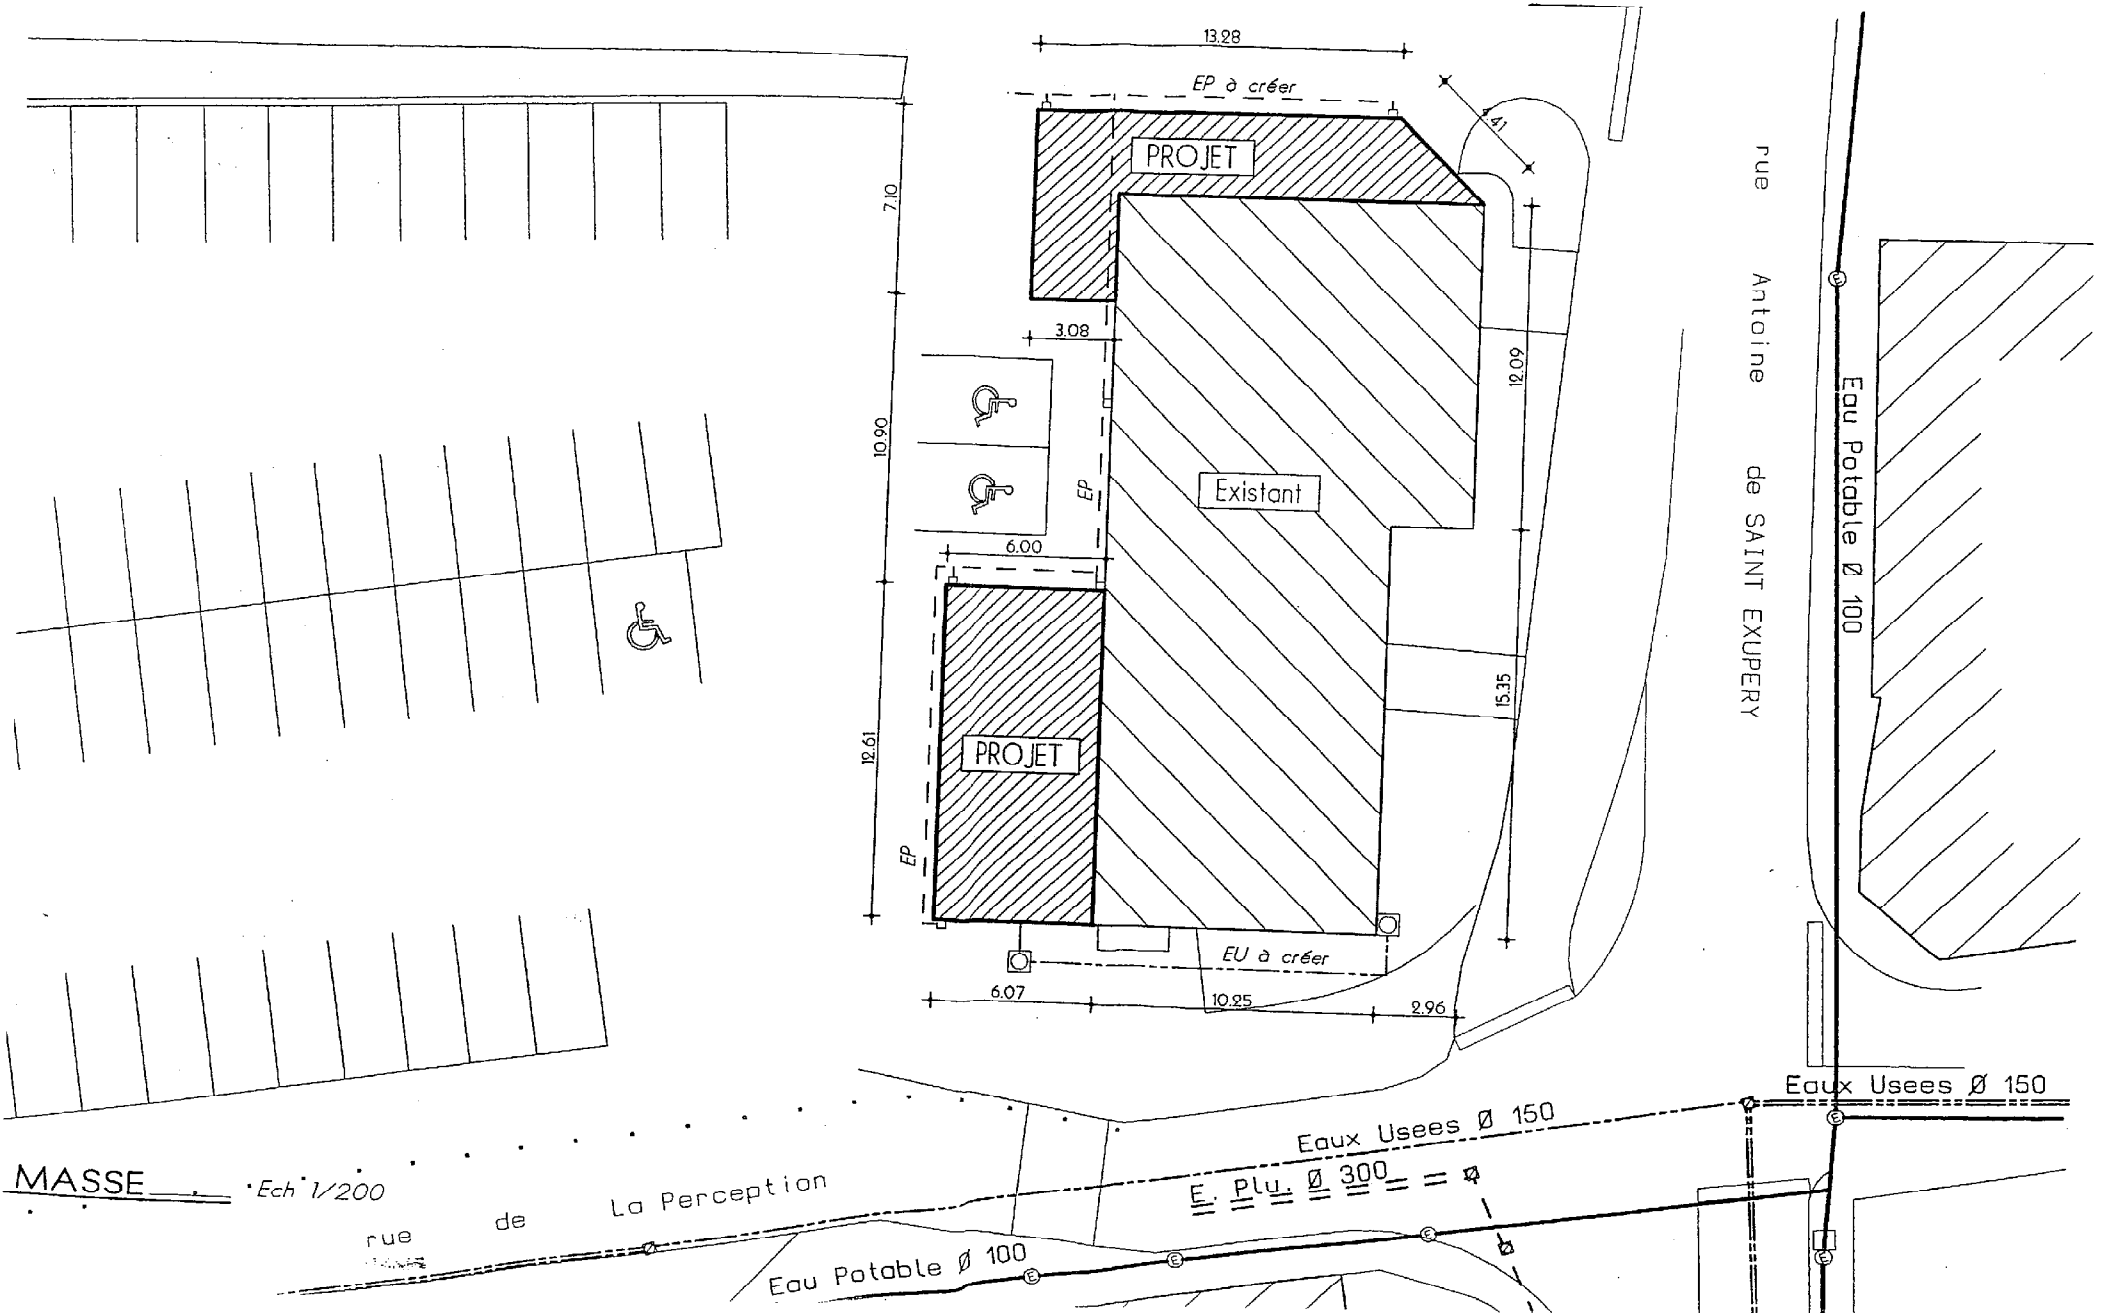 13.28
EP à créer
PROJET
7.10
3.08
12.09
10.90
EP
Existant
6.00
15.35
PROJET
12.61
EP
EU à créer
6.07
10.25
2.96
rue Antoine de SAINT EXUPERY
Eau Potable Ø 100
Eaux Usees Ø 150
Eaux Usees Ø 150
E. Plu. Ø 300
MASSE
Ech 1/200
rue de La Perception
Eau Potable Ø 100